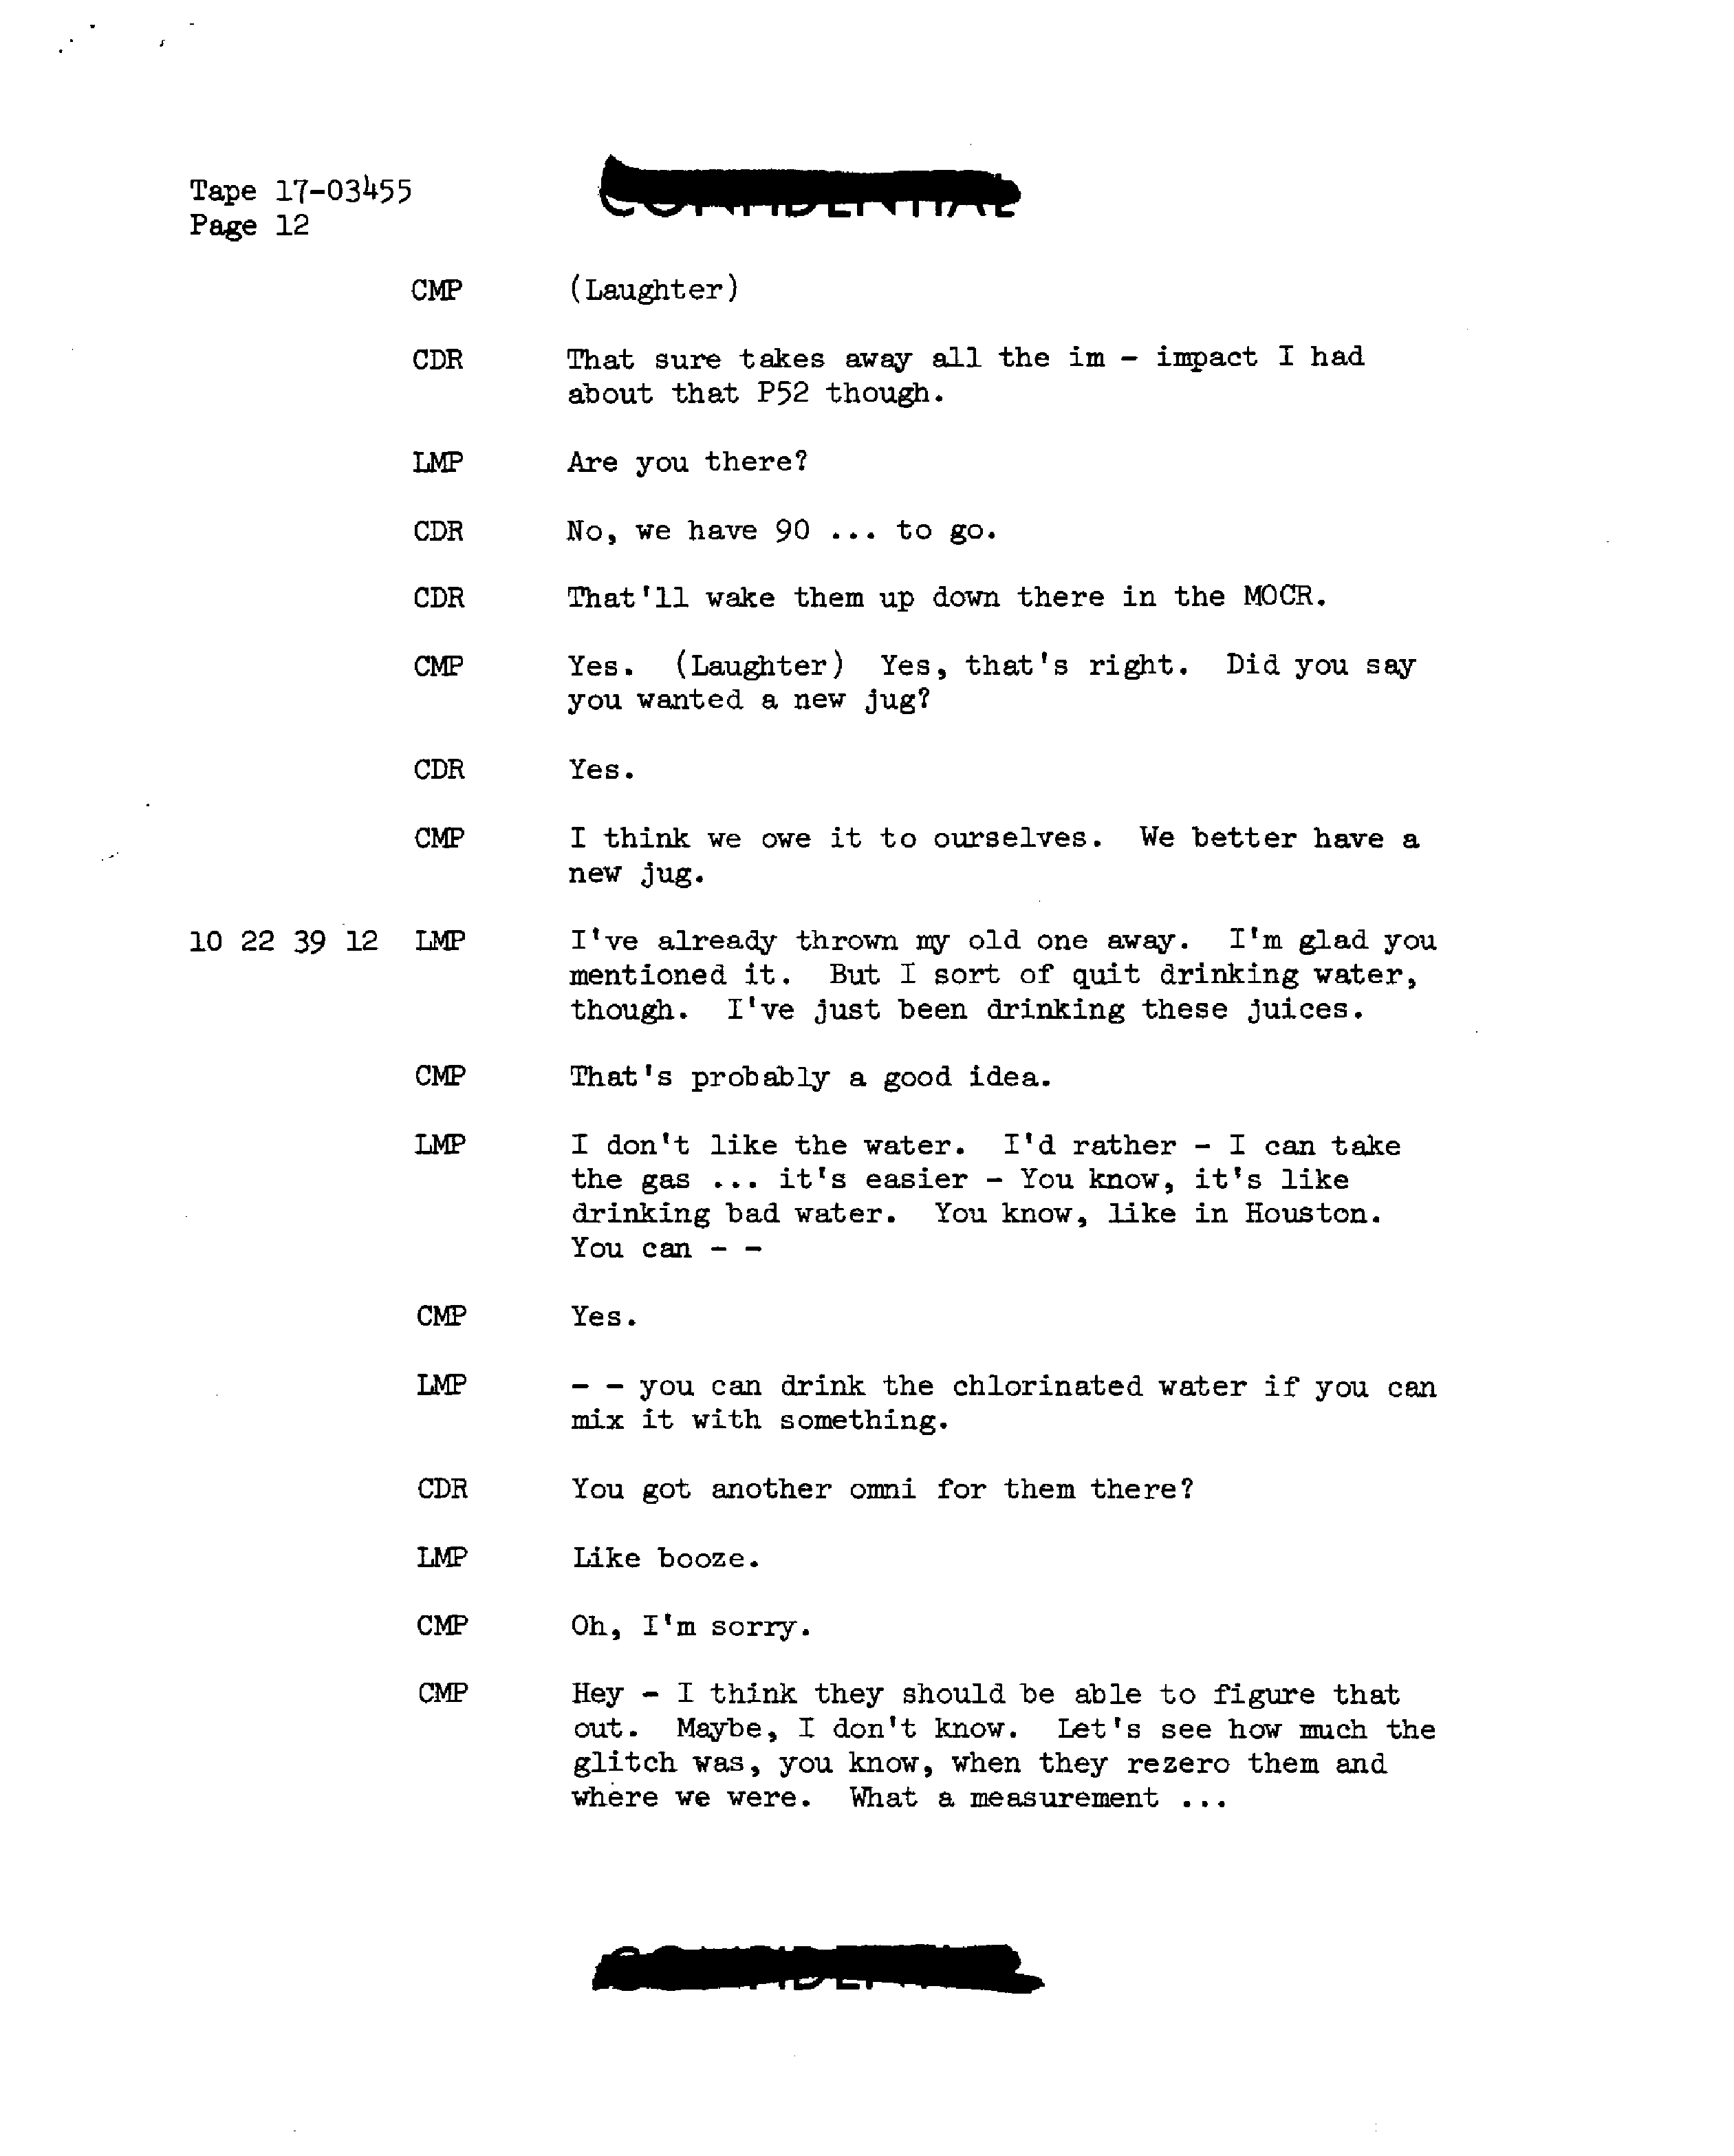 Tape 17-03455
Page 12
CONFIDENTIAL
CMP (Laughter)
CDR That sure takes away all the im - impact I had
about that P52 though.
LMP Are you there?
CDR No, we have 90 ... to go.
CDR That'll wake them up down there in the MOCR.
CMP Yes. (Laughter) Yes, that's right. Did you say
you wanted a new jug?
CDR Yes.
CMP I think we owe it to ourselves. We better have a
new jug.
10 22 39 12 LMP I've already thrown my old one away. I'm glad you
mentioned it. But I sort of quit drinking water,
though. I've just been drinking these juices.
CMP That's probably a good idea.
LMP I don't like the water. I'd rather - I can take
the gas ... it's easier - You know, it's like
drinking bad water. You know, like in Houston.
You can - -
CMP Yes.
LMP - - you can drink the chlorinated water if you can
mix it with something.
CDR You got another omni for them there?
LMP Like booze.
CMP Oh, I'm sorry.
CMP Hey - I think they should be able to figure that
out. Maybe, I don't know. Let's see how much the
glitch was, you know, when they rezero them and
where we were. What a measurement ...